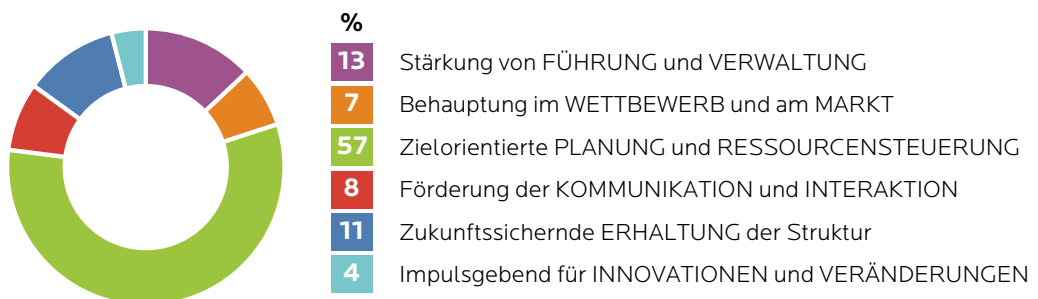 %
13 Stärkung von FÜHRUNG und VERWALTUNG
7 Behauptung im WETTBEWERB und am MARKT
57 Zielorientierte PLANUNG und RESSOURCENSTEUERUNG
8 Förderung der KOMMUNIKATION und INTERAKTION
11 Zukunftssichernde ERHALTUNG der Struktur
4 Impulsgebend für INNOVATIONEN und VERÄNDERUNGEN